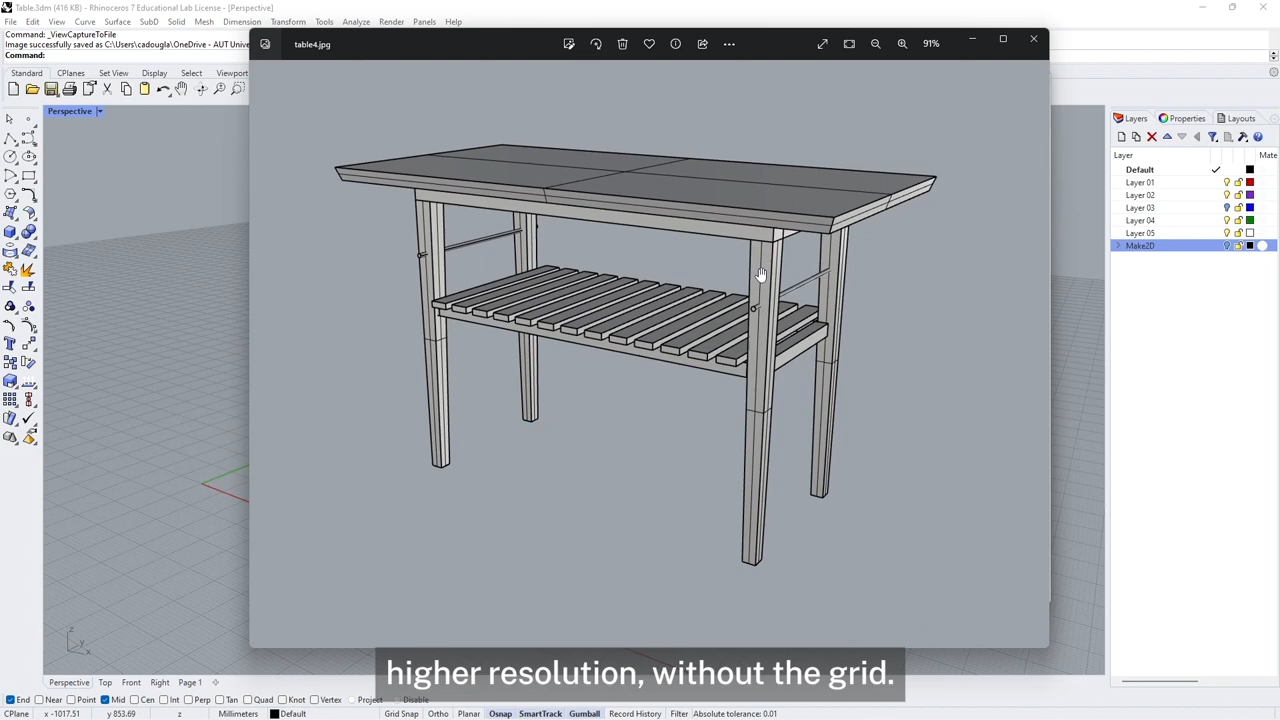 Table.3dm (416 KB) - Rhinoceros 7 Educational Lab License - [Perspective]
File Edit View Curve Surface SubD Solid Mesh Dimension Transform Tools Analyze Render Panels Help
Command: _ViewCaptureToFile
Image successfully saved as C:\Users\cadougla\OneDrive - AUT Unive
Command:
table4.jpg
91%
Standard CPlanes Set View Display Select Viewport
Perspective
Layers Properties Layouts
Layer Mate
Default
Layer 01
Layer 02
Layer 03
Layer 04
Layer 05
Make2D
z
y
x
higher resolution, without the grid.
Perspective Top Front Right Page 1
End Near Point Mid Cen Int Perp Tan Quad Knot Vertex Project Disable
CPlane x -1017.51 y 853.69 z Millimeters Default Grid Snap Ortho Planar Osnap SmartTrack Gumball Record History Filter Absolute tolerance: 0.01